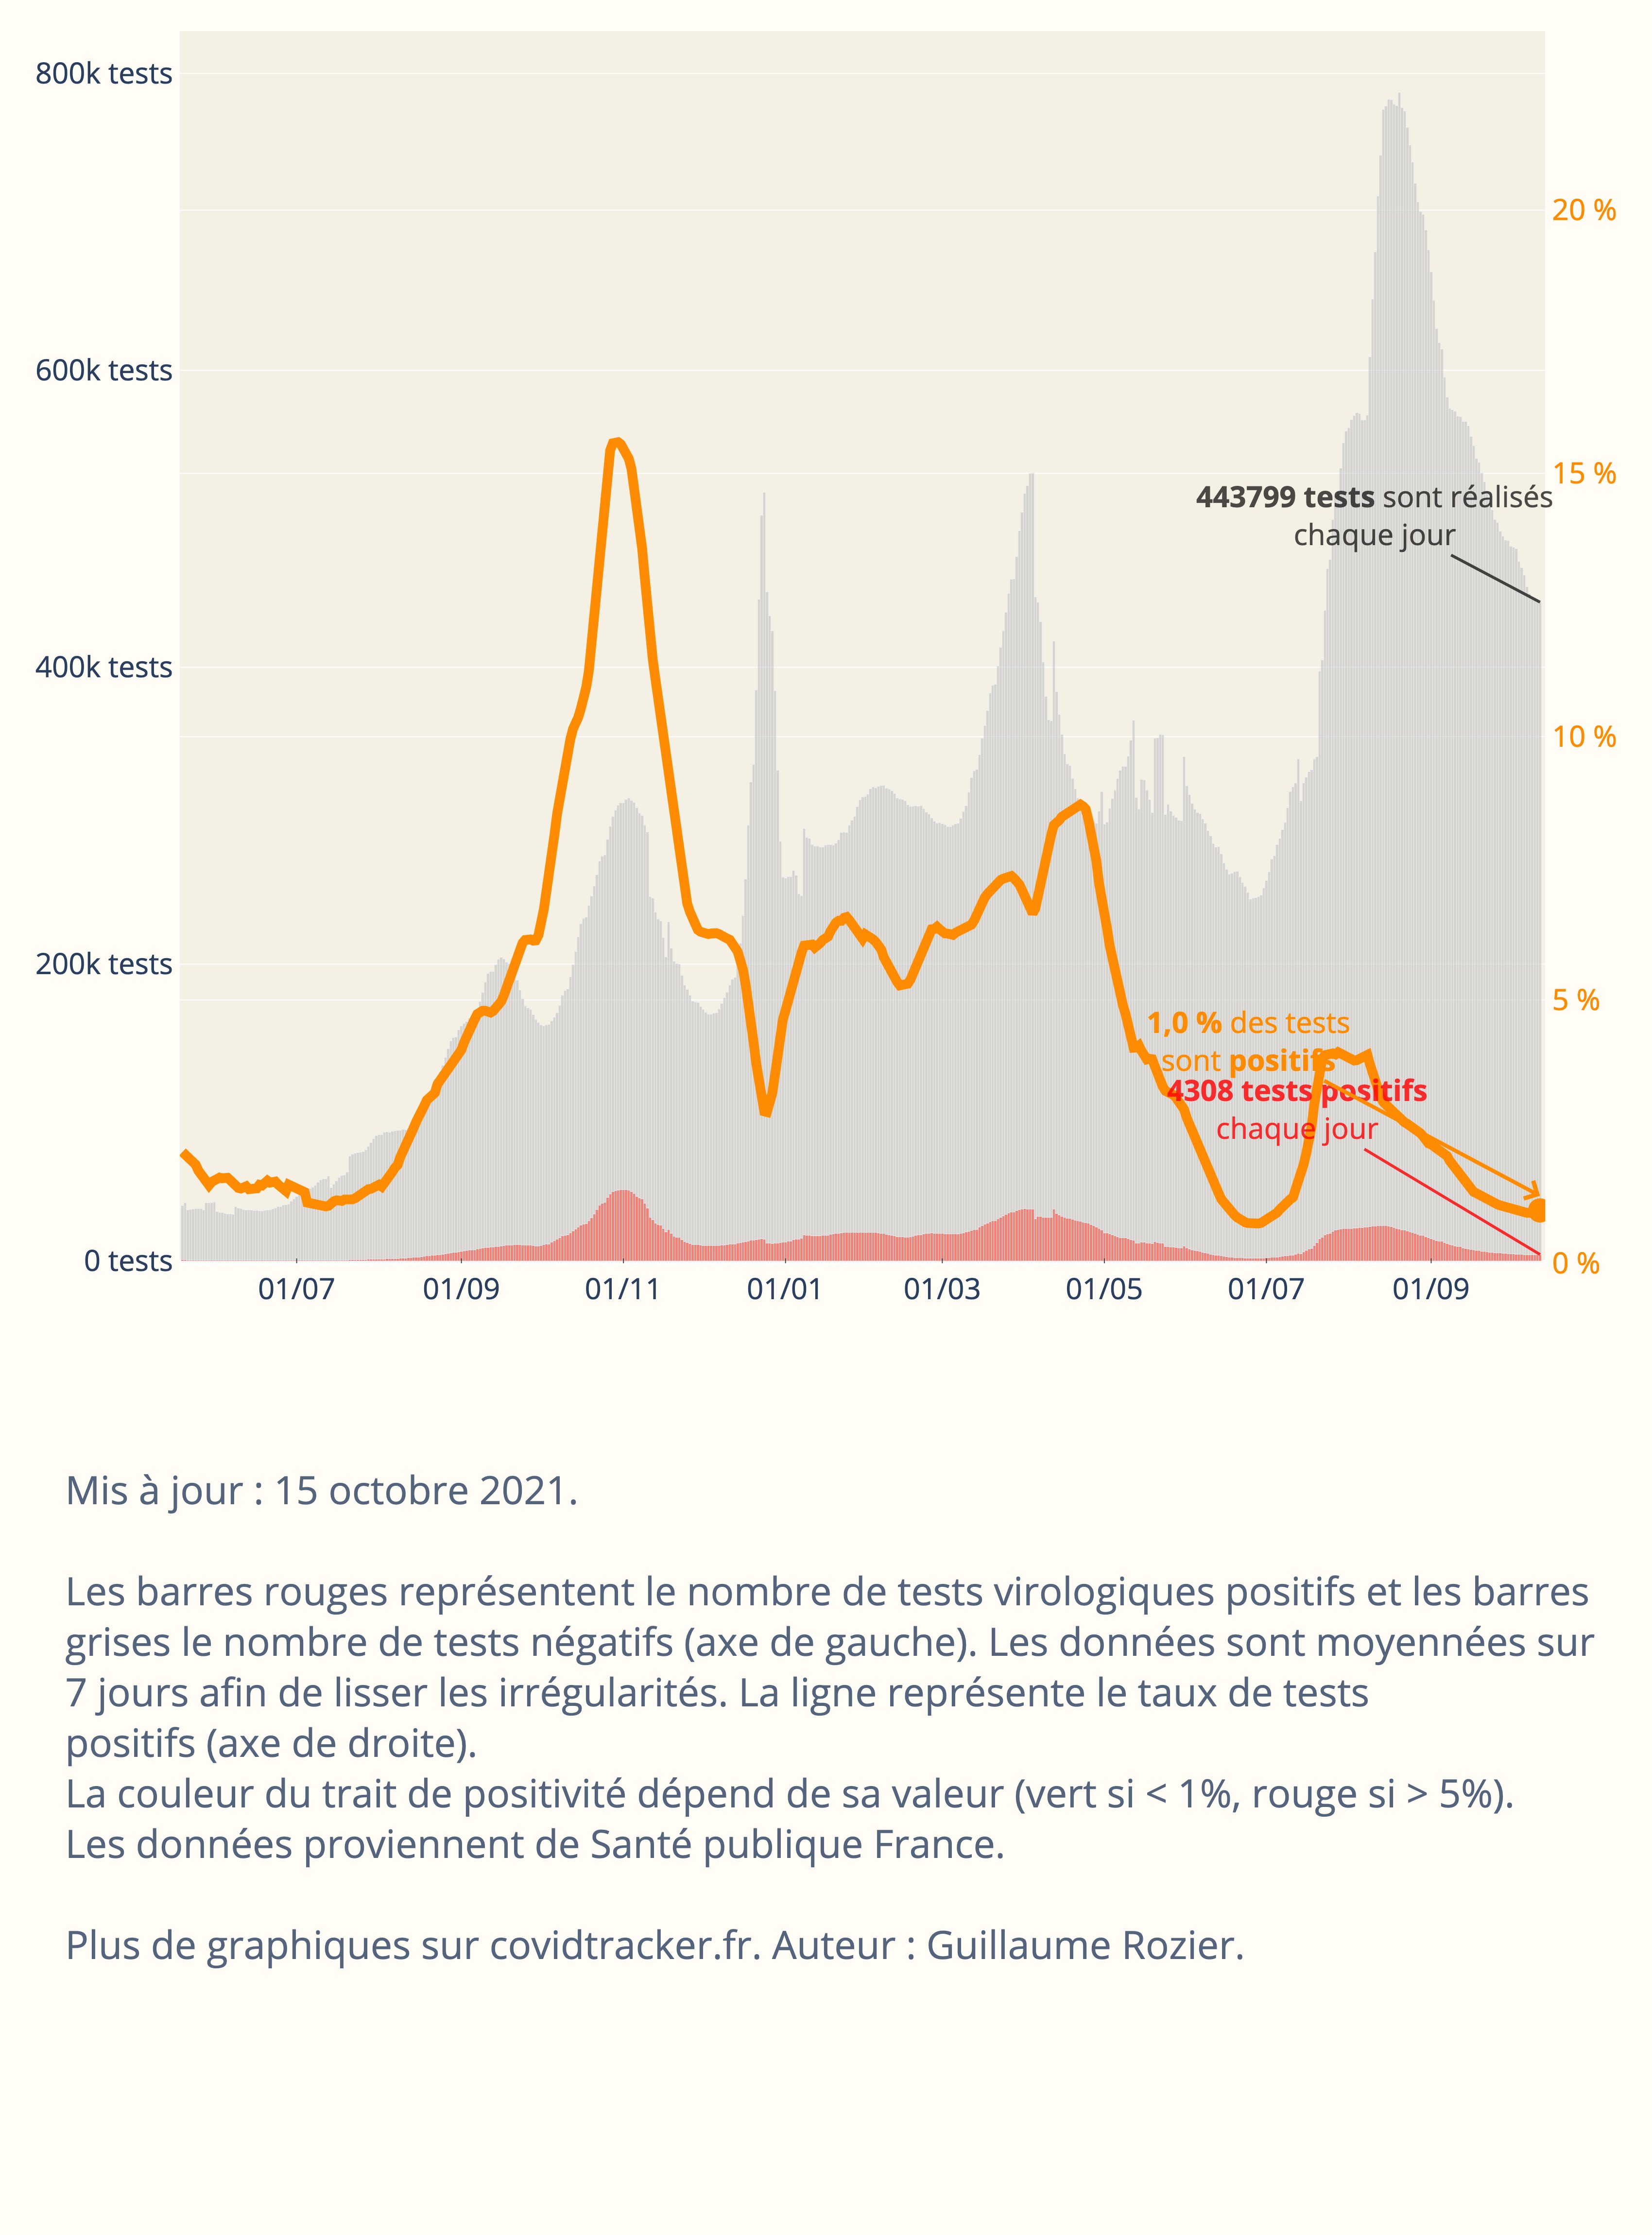 800k tests
600k tests
400k tests
200k tests
0 tests
20 %
15 %
10 %
5 %
0 %
443799 tests sont réalisés
chaque jour
1,0 % des tests
sont positifs
4308 tests positifs
chaque jour
01/07 01/09 01/11 01/01 01/03 01/05 01/07 01/09
Mis à jour : 15 octobre 2021.
Les barres rouges représentent le nombre de tests virologiques positifs et les barres
grises le nombre de tests négatifs (axe de gauche). Les données sont moyennées sur
7 jours afin de lisser les irrégularités. La ligne représente le taux de tests
positifs (axe de droite).
La couleur du trait de positivité dépend de sa valeur (vert si < 1%, rouge si > 5%).
Les données proviennent de Santé publique France.
Plus de graphiques sur covidtracker.fr. Auteur : Guillaume Rozier.